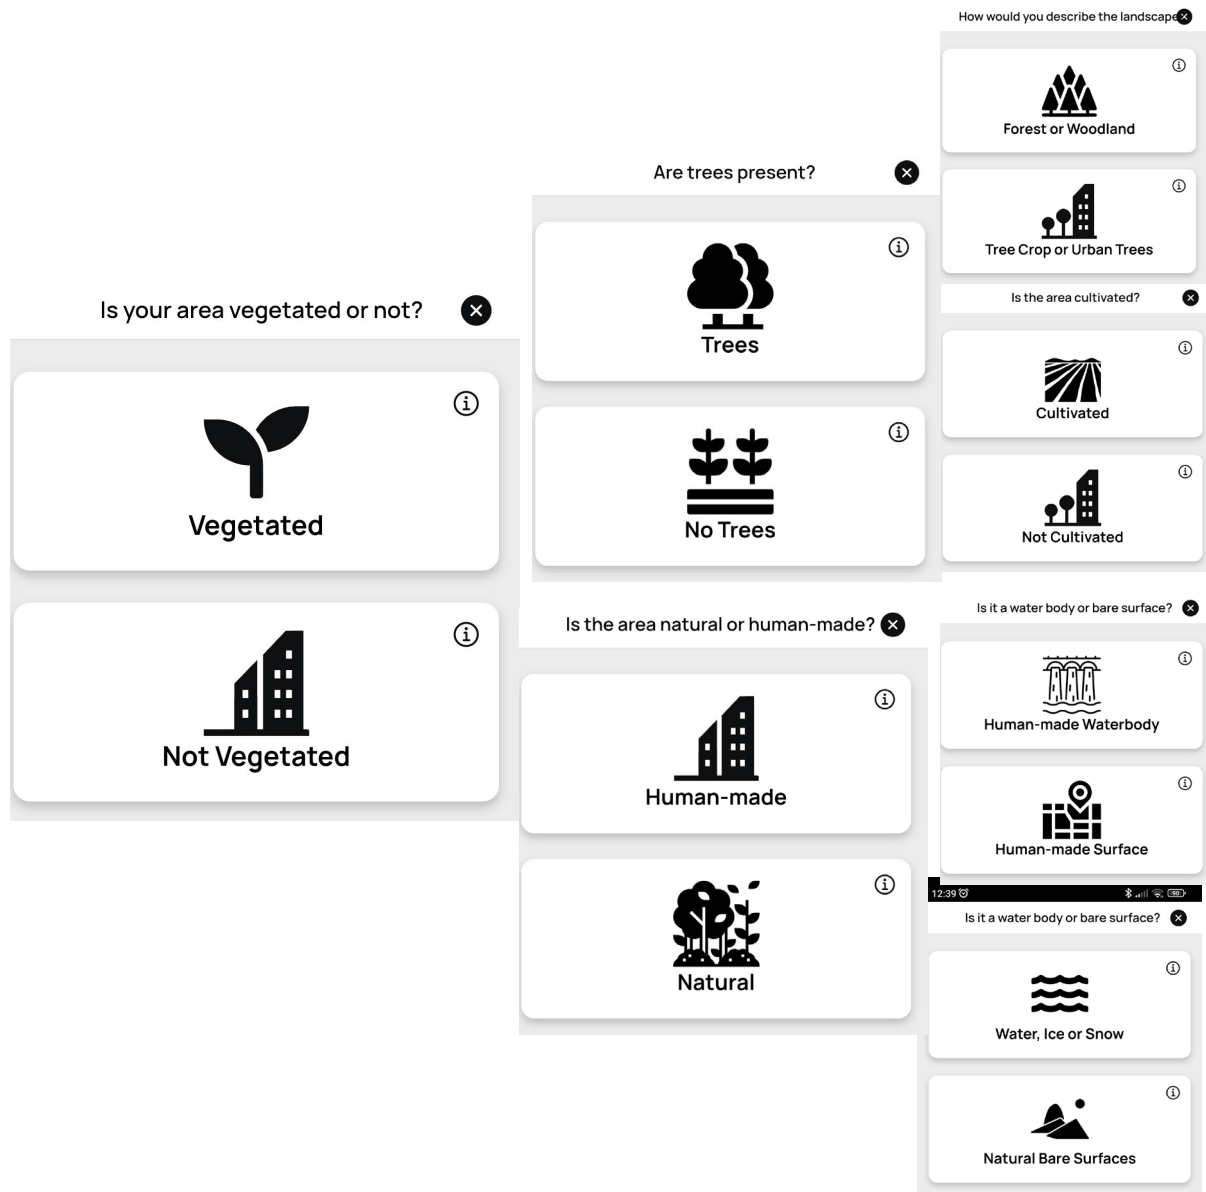 Is your area vegetated or not?
Vegetated
Not Vegetated
Are trees present?
Trees
No Trees
Is the area natural or human-made?
Human-made
Natural
How would you describe the landscape
Forest or Woodland
Tree Crop or Urban Trees
Is the area cultivated?
Cultivated
Not Cultivated
Is it a water body or bare surface?
Human-made Waterbody
Human-made Surface
12:39
90
Is it a water body or bare surface?
Water, Ice or Snow
Natural Bare Surfaces